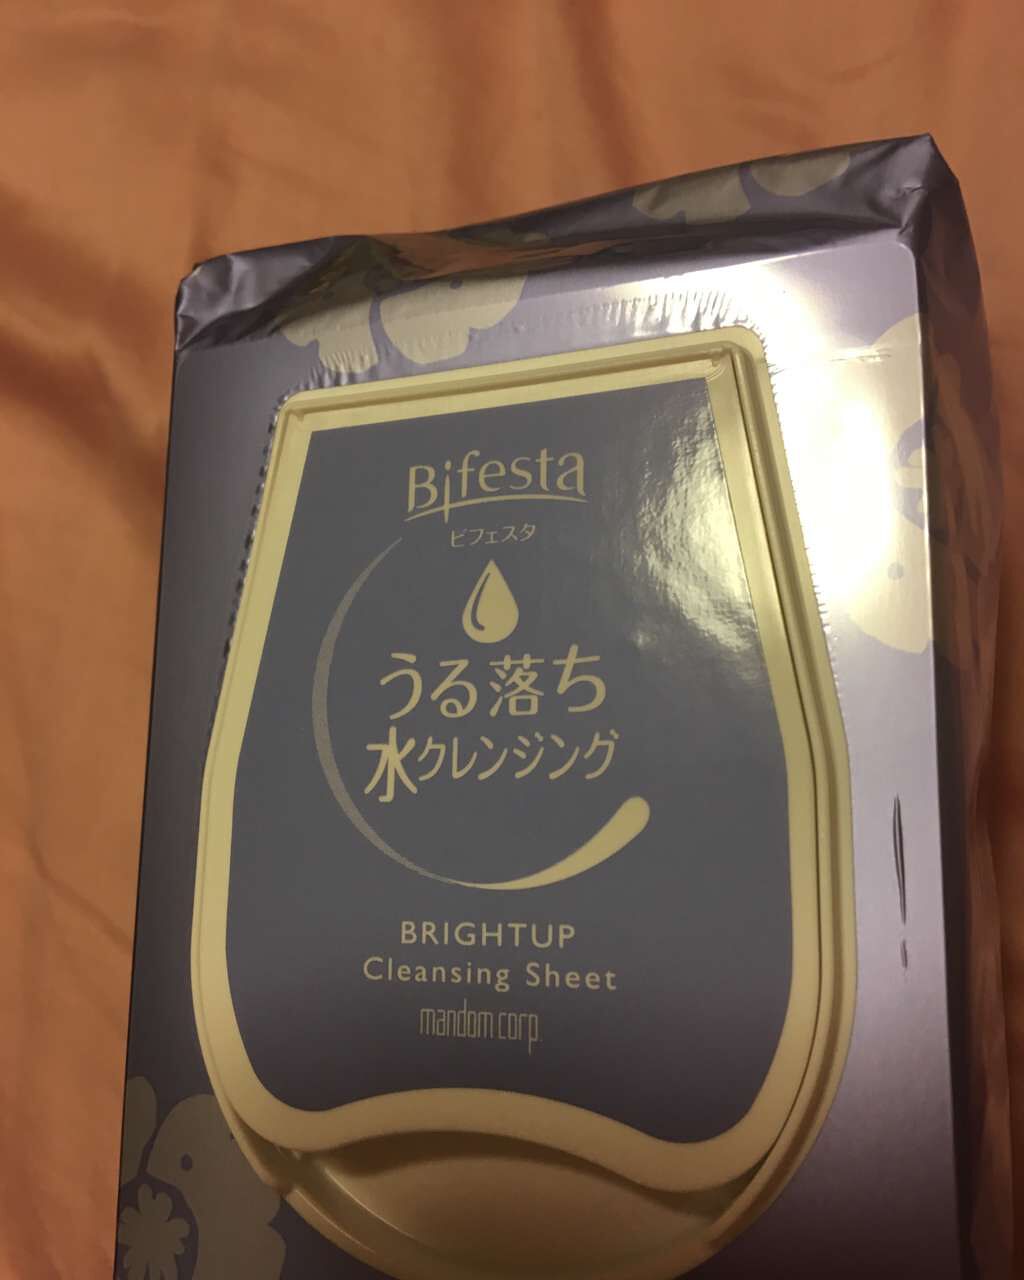 Bifesta
ビフェスタ
うる落ち
水クレンジング
BRIGHTUP
Cleansing Sheet
mandom corp.